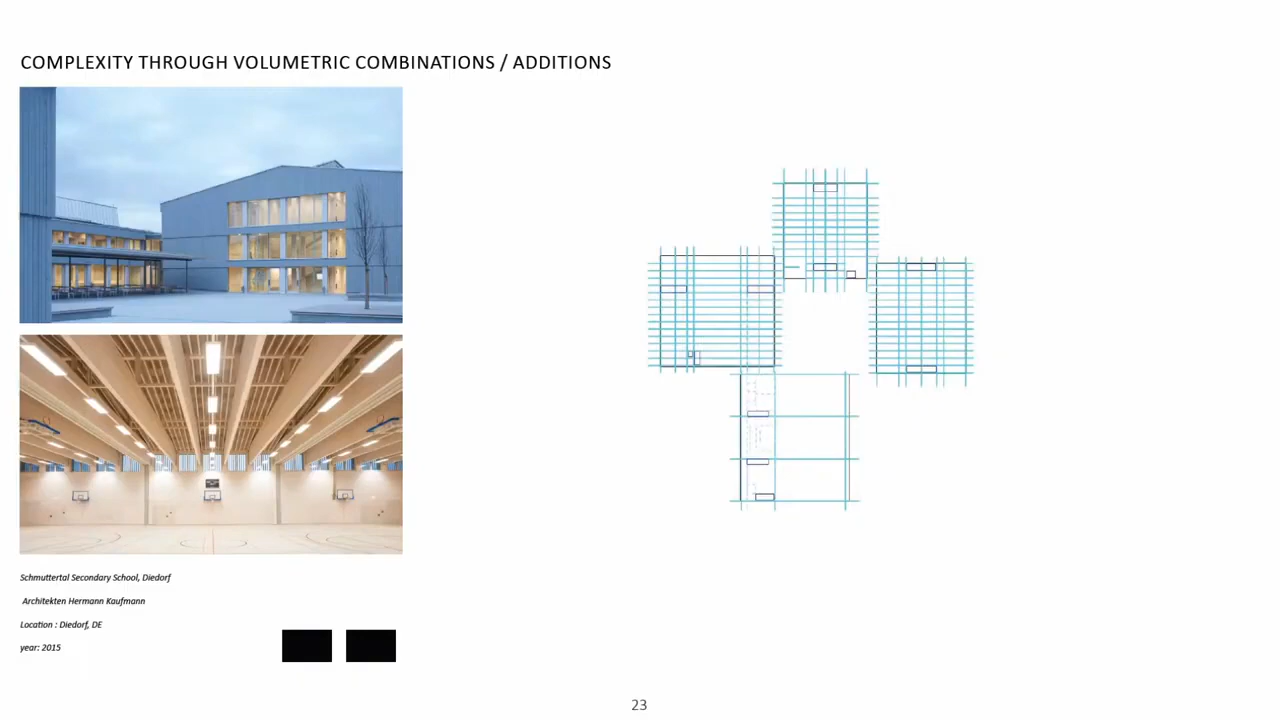 COMPLEXITY THROUGH VOLUMETRIC COMBINATIONS / ADDITIONS
Schmuttertal Secondary School, Diedorf
Architekten Hermann Kaufmann
Location : Diedorf, DE
year: 2015
23